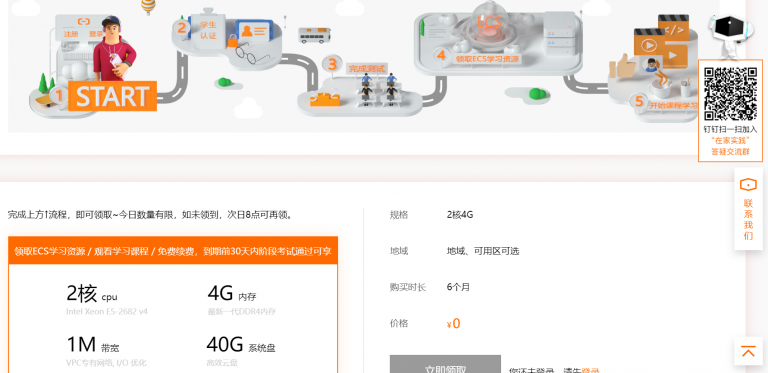 注册 登录
1
START
2 学生
认证
3 完成测试
ECS
4 领取ECS学习资源
5 开始课程学习
钉钉扫一扫加入
“在家实践”
答疑交流群
联系我们
完成上方1流程，即可领取~今日数量有限，如未领到，次日8点可再领。
领取ECS学习资源 / 观看学习课程 / 免费续费，到期前30天内阶段考试通过可享
2核 cpu
Intel Xeon E5-2682 v4
4G 内存
最新一代DDR4内存
1M 带宽
VPC专有网络, I/O 优化
40G 系统盘
高效云盘
规格 2核4G
地域 地域、可用区可选
购买时长 6个月
价格 ¥0
立即领取 您还未登录，请先登录